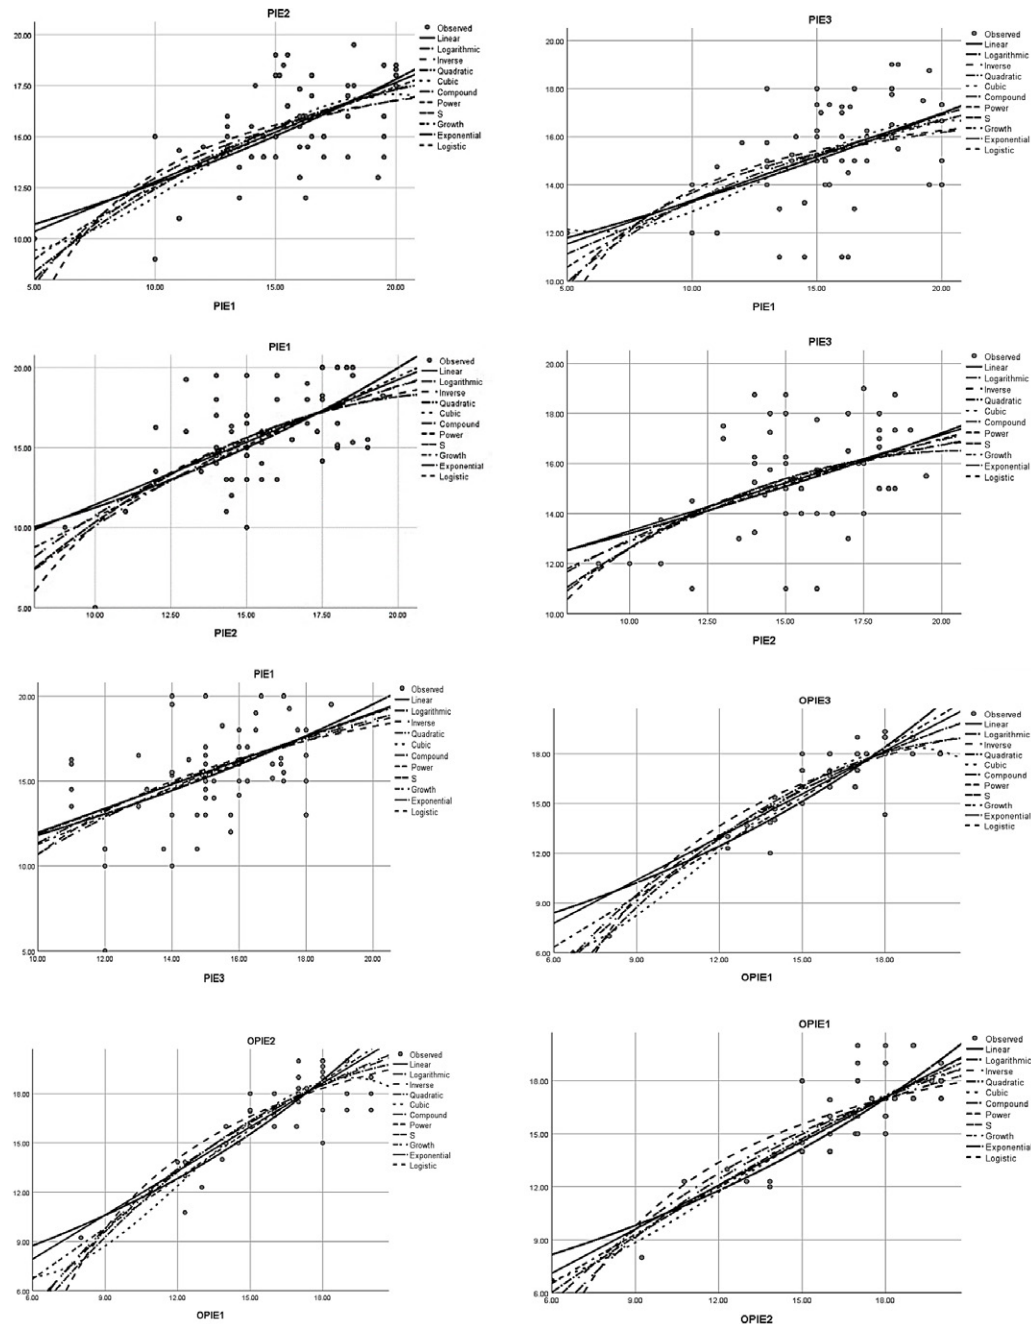 PIE2
20.00
17.50
15.00
12.50
10.00
5.00
10.00
15.00
20.00
PIE1
Observed
Linear
Logarithmic
Inverse
Quadratic
Cubic
Compound
Power
S
Growth
Exponential
Logistic
PIE3
20.00
18.00
16.00
14.00
12.00
10.00
5.00
10.00
15.00
20.00
PIE1
Observed
Linear
Logarithmic
Inverse
Quadratic
Cubic
Compound
Power
S
Growth
Exponential
Logistic
PIE1
20.00
15.00
10.00
5.00
10.00
12.50
15.00
17.50
20.00
PIE2
Observed
Linear
Logarithmic
Inverse
Quadratic
Cubic
Compound
Power
S
Growth
Exponential
Logistic
PIE3
20.00
18.00
16.00
14.00
12.00
10.00
10.00
12.50
15.00
17.50
20.00
PIE2
Observed
Linear
Logarithmic
Inverse
Quadratic
Cubic
Compound
Power
S
Growth
Exponential
Logistic
PIE1
20.00
15.00
10.00
5.00
10.00
12.00
14.00
16.00
18.00
20.00
PIE3
Observed
Linear
Logarithmic
Inverse
Quadratic
Cubic
Compound
Power
S
Growth
Exponential
Logistic
OPIE3
18.00
15.00
12.00
9.00
6.00
6.00
9.00
12.00
15.00
18.00
OPIE1
Observed
Linear
Logarithmic
Inverse
Quadratic
Cubic
Compound
Power
S
Growth
Exponential
Logistic
OPIE2
18.00
15.00
12.00
9.00
6.00
6.00
9.00
12.00
15.00
18.00
OPIE1
Observed
Linear
Logarithmic
Inverse
Quadratic
Cubic
Compound
Power
S
Growth
Exponential
Logistic
OPIE1
18.00
15.00
12.00
9.00
6.00
6.00
9.00
12.00
15.00
18.00
OPIE2
Observed
Linear
Logarithmic
Inverse
Quadratic
Cubic
Compound
Power
S
Growth
Exponential
Logistic